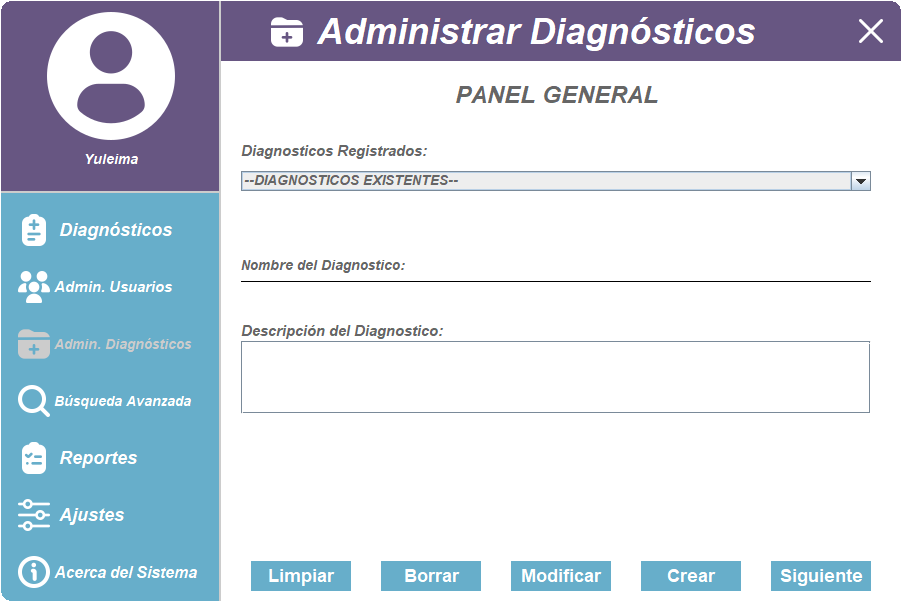 Administrar Diagnósticos
Yuleima
Diagnósticos
Admin. Usuarios
Admin. Diagnósticos
Búsqueda Avanzada
Reportes
Ajustes
Acerca del Sistema
PANEL GENERAL
Diagnosticos Registrados:
--DIAGNOSTICOS EXISTENTES--
Nombre del Diagnostico:
Descripción del Diagnostico:
Limpiar Borrar Modificar Crear Siguiente